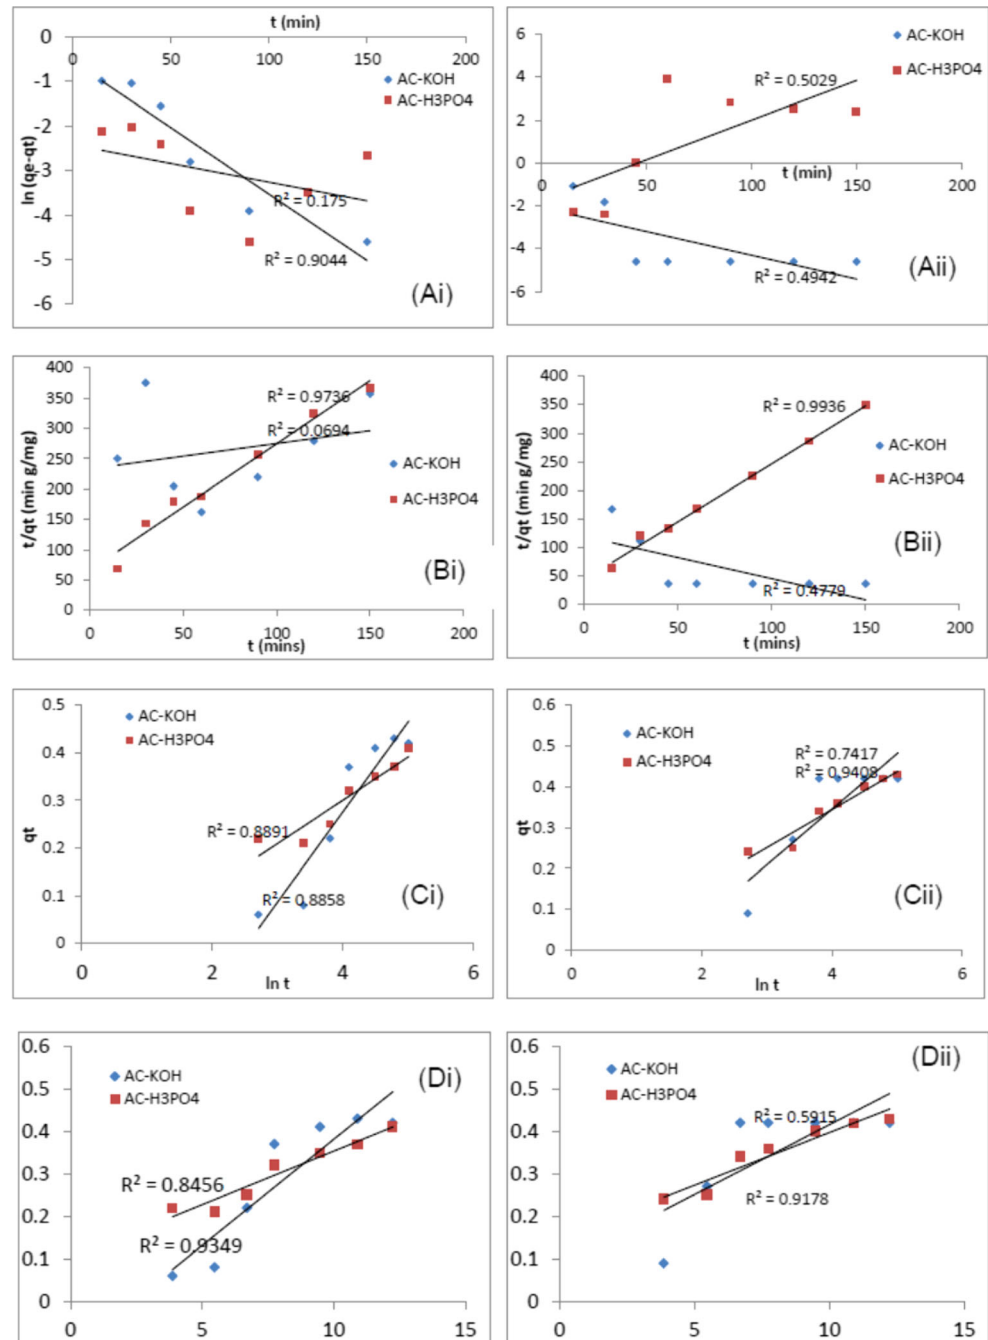 t (min)
0
0
50
100
150
200
-1
-2
-3
-4
-5
-6
ln (qe-qt)
AC-KOH
AC-H3PO4
R² = 0.175
R² = 0.9044
(Ai)
6
4
2
0
-2
-4
-6
0
50
100
150
200
t (min)
AC-KOH
AC-H3PO4
R² = 0.5029
R² = 0.4942
(Aii)
400
350
300
250
200
150
100
50
0
0
50
100
150
200
t/qt (min g/mg)
t (mins)
R² = 0.9736
R² = 0.0694
AC-KOH
AC-H3PO4
(Bi)
400
350
300
250
200
150
100
50
0
0
50
100
150
200
t/qt (min g/mg)
t (mins)
R² = 0.9936
R² = 0.4779
AC-KOH
AC-H3PO4
(Bii)
0.5
0.4
0.3
0.2
0.1
0
0
2
4
6
qt
ln t
AC-KOH
AC-H3PO4
R² = 0.8891
R² = 0.8858
(Ci)
0.6
0.5
0.4
0.3
0.2
0.1
0
0
2
4
6
qt
ln t
AC-KOH
AC-H3PO4
R² = 0.7417
R² = 0.9408
(Cii)
0.6
0.5
0.4
0.3
0.2
0.1
0
0
5
10
15
AC-KOH
AC-H3PO4
R² = 0.8456
R² = 0.9349
(Di)
0.6
0.5
0.4
0.3
0.2
0.1
0
0
5
10
15
AC-KOH
AC-H3PO4
R² = 0.5915
R² = 0.9178
(Dii)